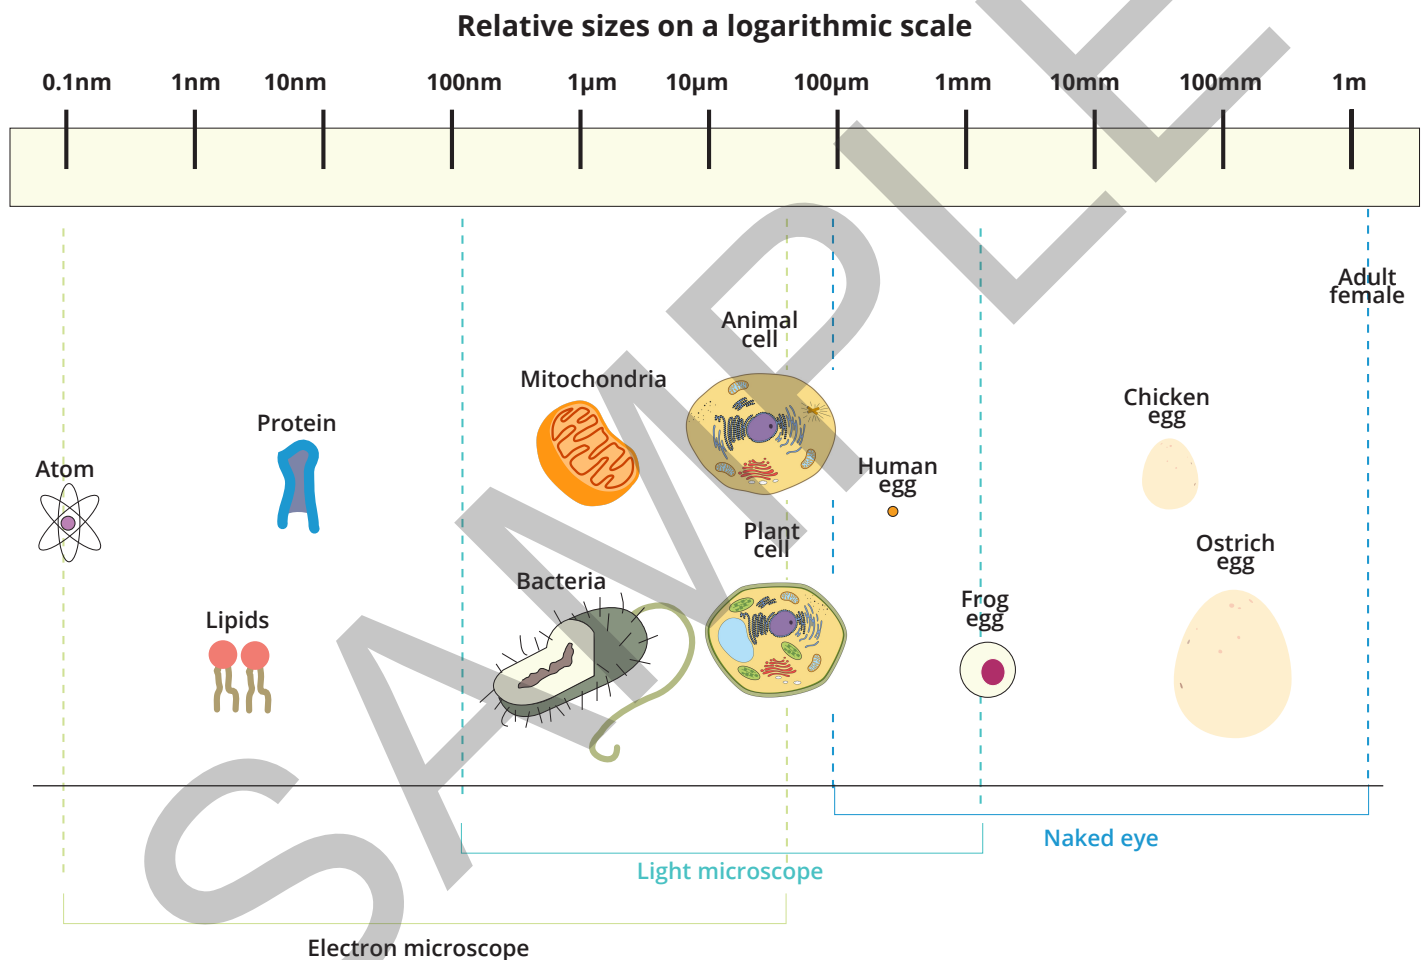 Relative sizes on a logarithmic scale
0.1nm 1nm 10nm 100nm 1µm 10µm 100µm 1mm 10mm 100mm 1m
Adult
female
Animal
cell
Mitochondria
Chicken
egg
Protein
Human
egg
Atom
Plant
cell
Ostrich
egg
Bacteria
Frog
egg
Lipids
Naked eye
Light microscope
Electron microscope
SAMPLE